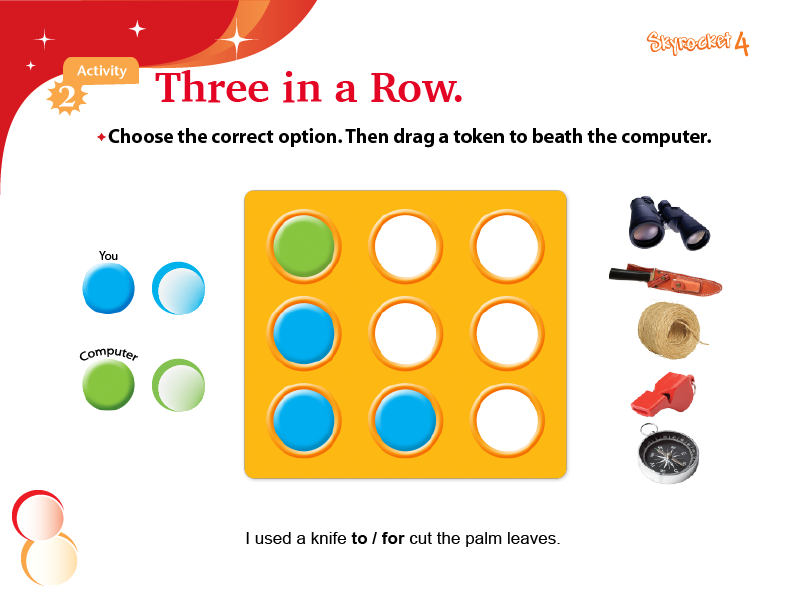 Skyrocket 4
Activity
2
Three in a Row.
Choose the correct option. Then drag a token to beath the computer.
You
Computer
I used a knife to / for cut the palm leaves.